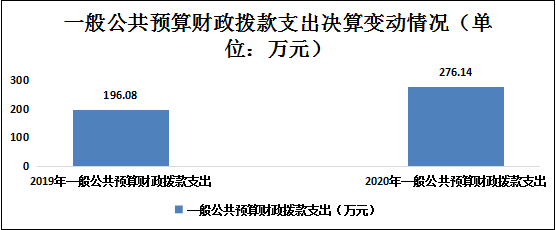 一般公共预算财政拨款支出决算变动情况（单
位：万元）
300
200
100
0
196.08
276.14
2019年一般公共预算财政拨款支出
2020年一般公共预算财政拨款支出
一般公共预算财政拨款支出（万元）